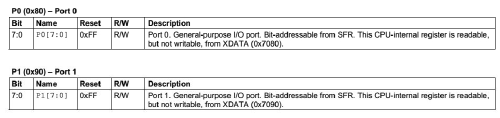 P0 (0x80) – Port 0
Bit Name Reset R/W Description
7:0 P0[7:0] 0xFF R/W Port 0. General-purpose I/O port. Bit-addressable from SFR. This CPU-internal register is readable,
but not writable, from XDATA (0x7080).
P1 (0x90) – Port 1
Bit Name Reset R/W Description
7:0 P1[7:0] 0xFF R/W Port 1. General-purpose I/O port. Bit-addressable from SFR. This CPU-internal register is readable,
but not writable, from XDATA (0x7090).